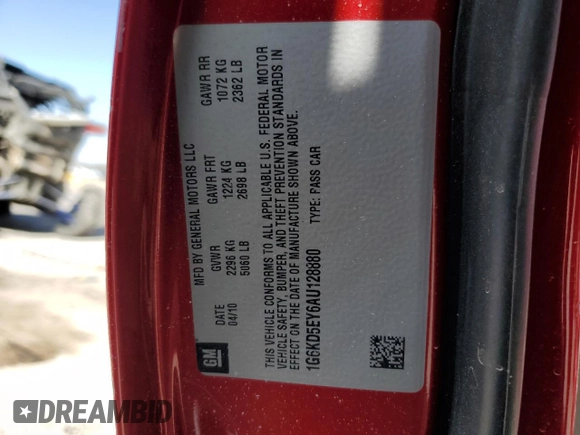 GM
MFD BY GENERAL MOTORS LLC
DATE GVWR GAWR FRT GAWR RR
04/10 2296 KG 1224 KG 1072 KG
5060 LB 2698 LB 2362 LB
THIS VEHICLE CONFORMS TO ALL APPLICABLE U.S. FEDERAL MOTOR
VEHICLE SAFETY, BUMPER, AND THEFT PREVENTION STANDARDS IN
EFFECT ON THE DATE OF MANUFACTURE SHOWN ABOVE.
1G6KD5EY6AU128880 TYPE: PASS CAR
DREAMBID